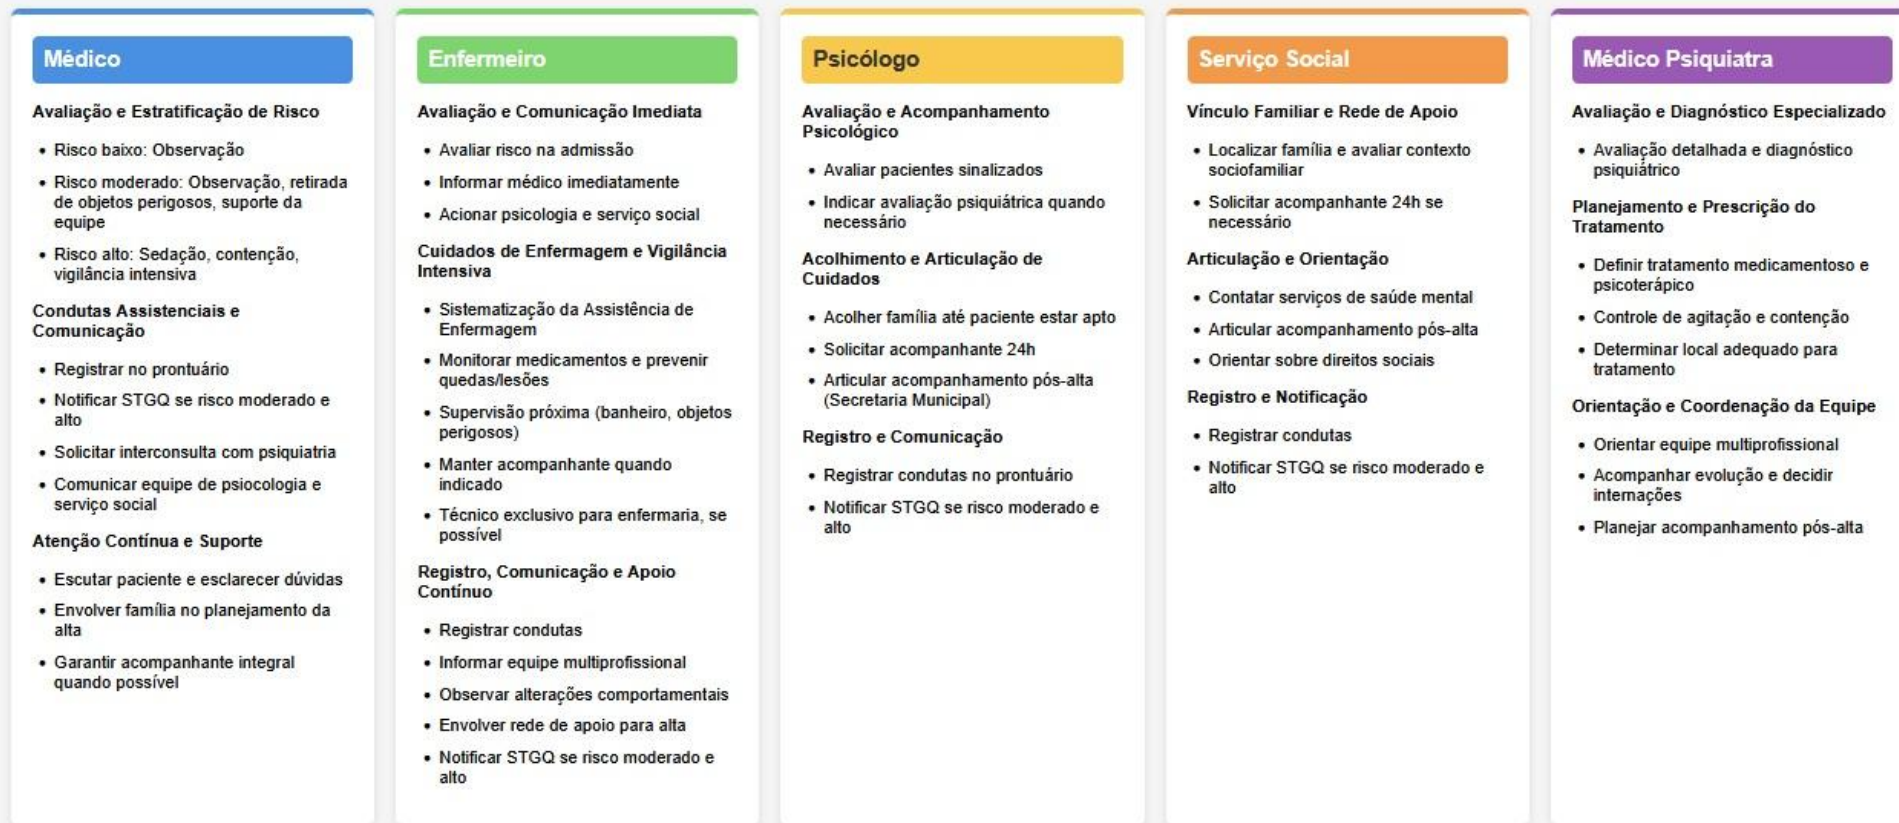 Médico
Avaliação e Estratificação de Risco
• Risco baixo: Observação
• Risco moderado: Observação, retirada
de objetos perigosos, suporte da
equipe
• Risco alto: Sedação, contenção,
vigilância intensiva
Condutas Assistenciais e
Comunicação
• Registrar no prontuário
• Notificar STGQ se risco moderado e
alto
• Solicitar interconsulta com psiquiatria
• Comunicar equipe de psiocologia e
serviço social
Atenção Contínua e Suporte
• Escutar paciente e esclarecer dúvidas
• Envolver família no planejamento da
alta
• Garantir acompanhante integral
quando possível
Enfermeiro
Avaliação e Comunicação Imediata
• Avaliar risco na admissão
• Informar médico imediatamente
• Acionar psicologia e serviço social
Cuidados de Enfermagem e Vigilância
Intensiva
• Sistematização da Assistência de
Enfermagem
• Monitorar medicamentos e prevenir
quedas/lesões
• Supervisão próxima (banheiro, objetos
perigosos)
• Manter acompanhante quando
indicado
• Técnico exclusivo para enfermaria, se
possível
Registro, Comunicação e Apoio
Contínuo
• Registrar condutas
• Informar equipe multiprofissional
• Observar alterações comportamentais
• Envolver rede de apoio para alta
• Notificar STGQ se risco moderado e
alto
Psicólogo
Avaliação e Acompanhamento
Psicológico
• Avaliar pacientes sinalizados
• Indicar avaliação psiquiátrica quando
necessário
Acolhimento e Articulação de
Cuidados
• Acolher família até paciente estar apto
• Solicitar acompanhante 24h
• Articular acompanhamento pós-alta
(Secretaria Municipal)
Registro e Comunicação
• Registrar condutas no prontuário
• Notificar STGQ se risco moderado e
alto
Serviço Social
Vínculo Familiar e Rede de Apoio
• Localizar família e avaliar contexto
sociofamiliar
• Solicitar acompanhante 24h se
necessário
Articulação e Orientação
• Contatar serviços de saúde mental
• Articular acompanhamento pós-alta
• Orientar sobre direitos sociais
Registro e Notificação
• Registrar condutas
• Notificar STGQ se risco moderado e
alto
Médico Psiquiatra
Avaliação e Diagnóstico Especializado
• Avaliação detalhada e diagnóstico
psiquiátrico
Planejamento e Prescrição do
Tratamento
• Definir tratamento medicamentoso e
psicoterápico
• Controle de agitação e contenção
• Determinar local adequado para
tratamento
Orientação e Coordenação da Equipe
• Orientar equipe multiprofissional
• Acompanhar evolução e decidir
internações
• Planejar acompanhamento pós-alta